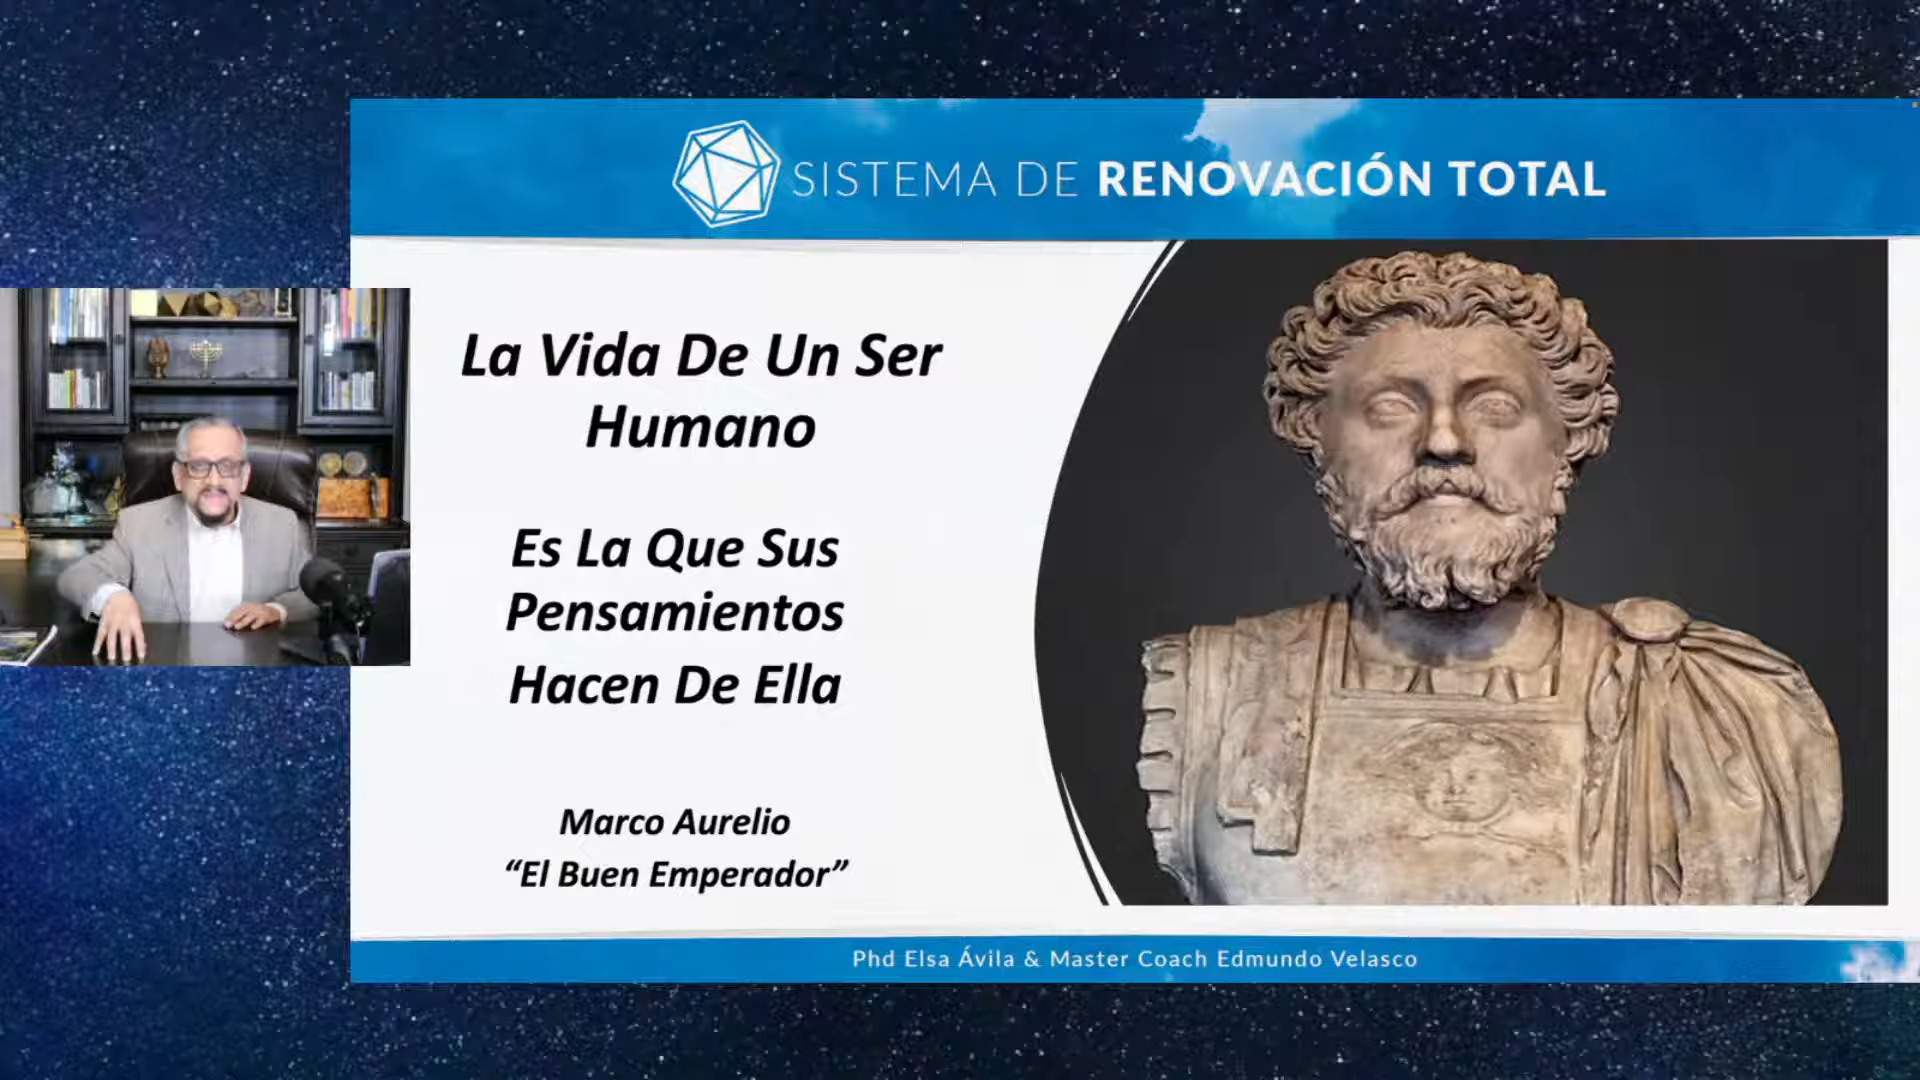 SISTEMA DE RENOVACIÓN TOTAL
La Vida De Un Ser
Humano
Es La Que Sus
Pensamientos
Hacen De Ella
Marco Aurelio
“El Buen Emperador”
Phd Elsa Ávila & Master Coach Edmundo Velasco